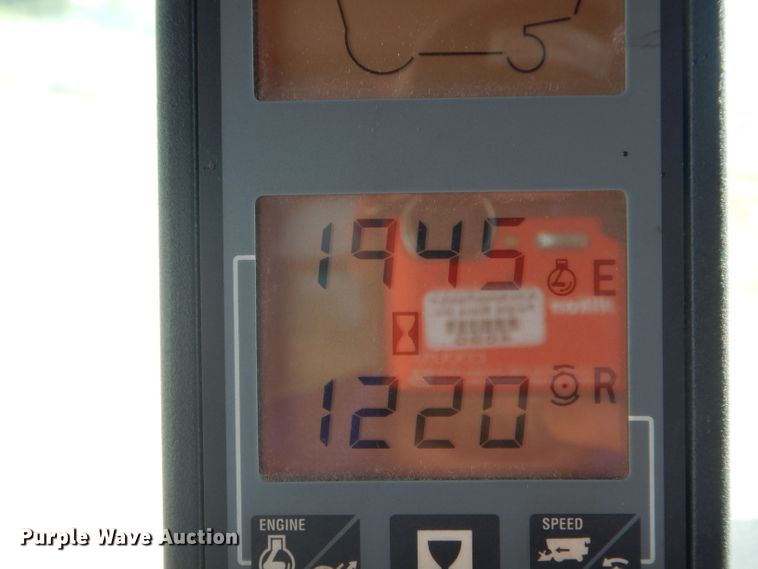 1945 E
1220 R
ENGINE
SPEED
Purple Wave Auction